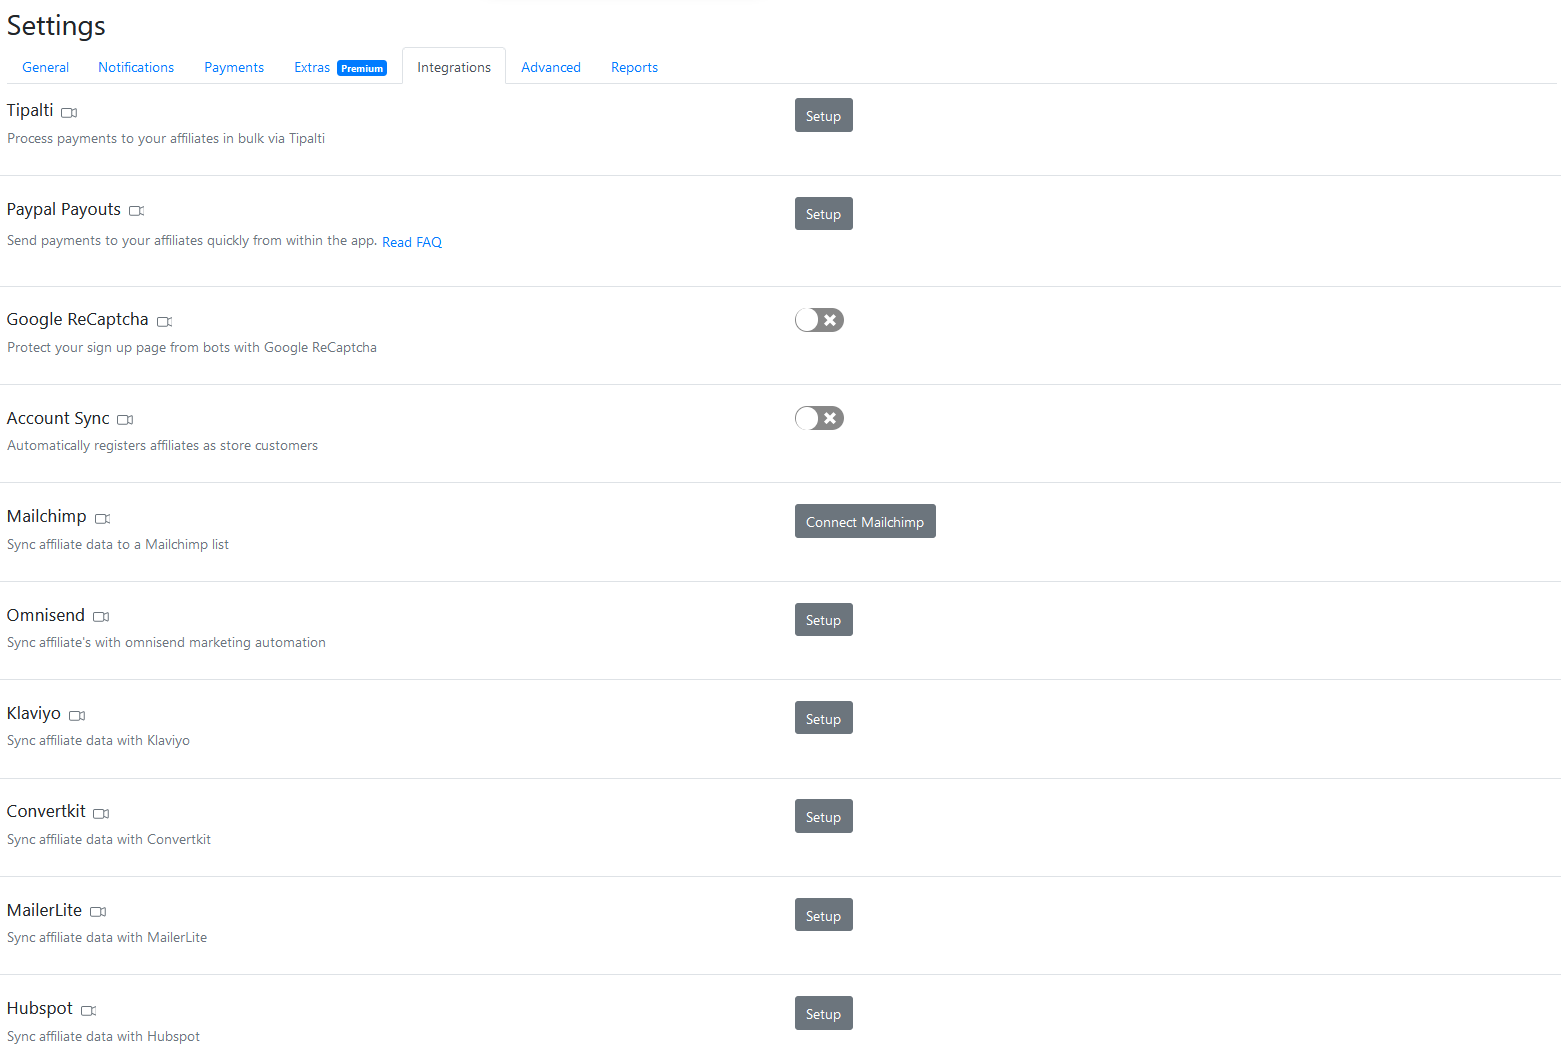 Settings
General Notifications Payments Extras Premium Integrations Advanced Reports
Tipalti
Setup
Process payments to your affiliates in bulk via Tipalti
Paypal Payouts
Setup
Send payments to your affiliates quickly from within the app. Read FAQ
Google ReCaptcha
Protect your sign up page from bots with Google ReCaptcha
Account Sync
Automatically registers affiliates as store customers
Mailchimp
Connect Mailchimp
Sync affiliate data to a Mailchimp list
Omnisend
Setup
Sync affiliate's with omnisend marketing automation
Klaviyo
Setup
Sync affiliate data with Klaviyo
Convertkit
Setup
Sync affiliate data with Convertkit
MailerLite
Setup
Sync affiliate data with MailerLite
Hubspot
Setup
Sync affiliate data with Hubspot